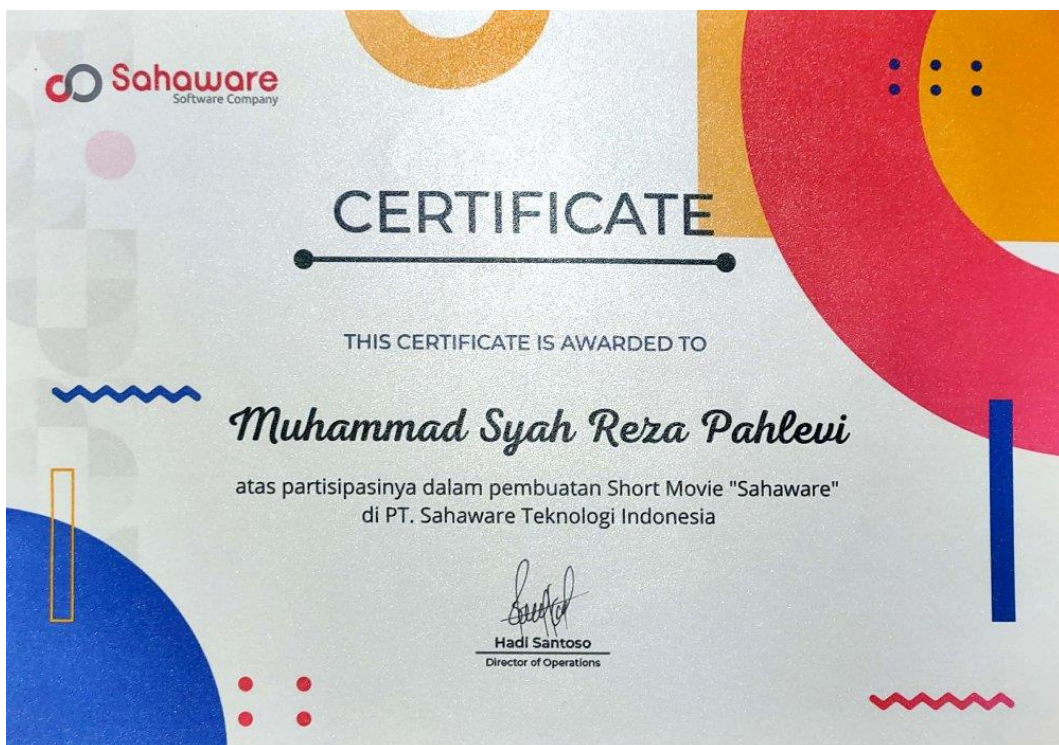 Sahaware
Software Company
CERTIFICATE
THIS CERTIFICATE IS AWARDED TO
Muhammad Syah Reza Pahlevi
atas partisipasinya dalam pembuatan Short Movie "Sahaware"
di PT. Sahaware Teknologi Indonesia
Hadi Santoso
Director of Operations